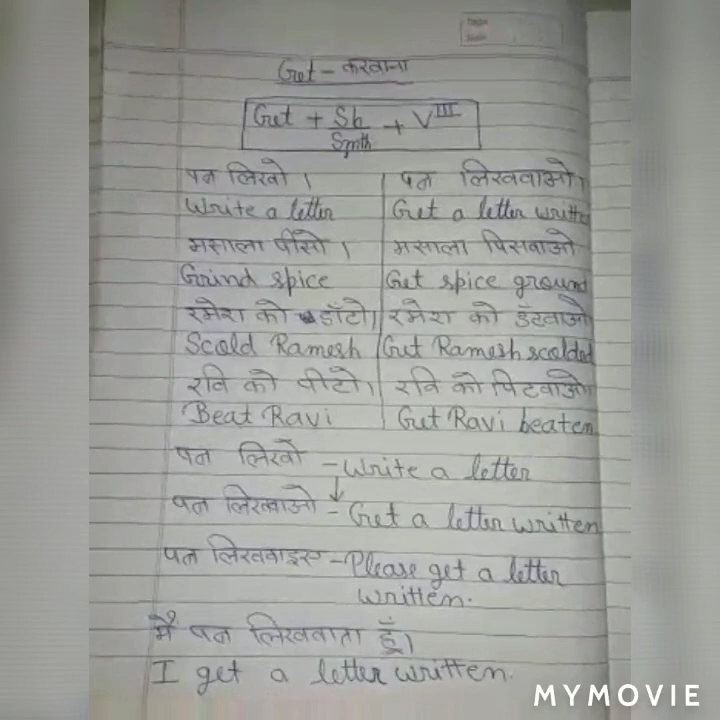 Get - करवाना
Get + Sb/Smth + V III
पत्र लिखो । पत्र लिखवाओ।
Write a letter Get a letter written
मसाला पीसो । मसाला पिसवाओ
Grind spice Get spice ground
रमेश को डाँटो। रमेश को डँटवाओ
Scold Ramesh Get Ramesh scolded
रवि को पीटो। रवि को पिटवाओ।
Beat Ravi Get Ravi beaten
पत्र लिखो - Write a letter
पत्र लिखवाओ - Get a letter written
पत्र लिखवाइए - Please get a letter
written.
मैं पत्र लिखवाता हूँ।
I get a letter written.
MYMOVIE